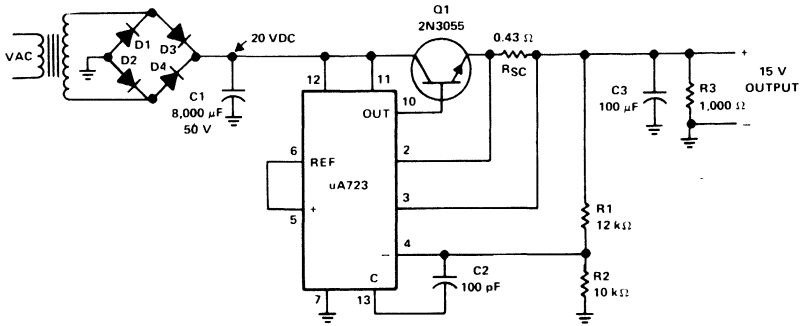 Q1
2N3055
VAC
D1
D2
D3
D4
20 VDC
C1
8,000 µF
50 V
0.43 Ω
RSC
12
11
10
OUT
6
REF
uA723
5
+
2
3
4
−
C
7
13
C2
100 pF
C3
100 µF
R3
1,000 Ω
+
15 V
OUTPUT
−
R1
12 kΩ
R2
10 kΩ